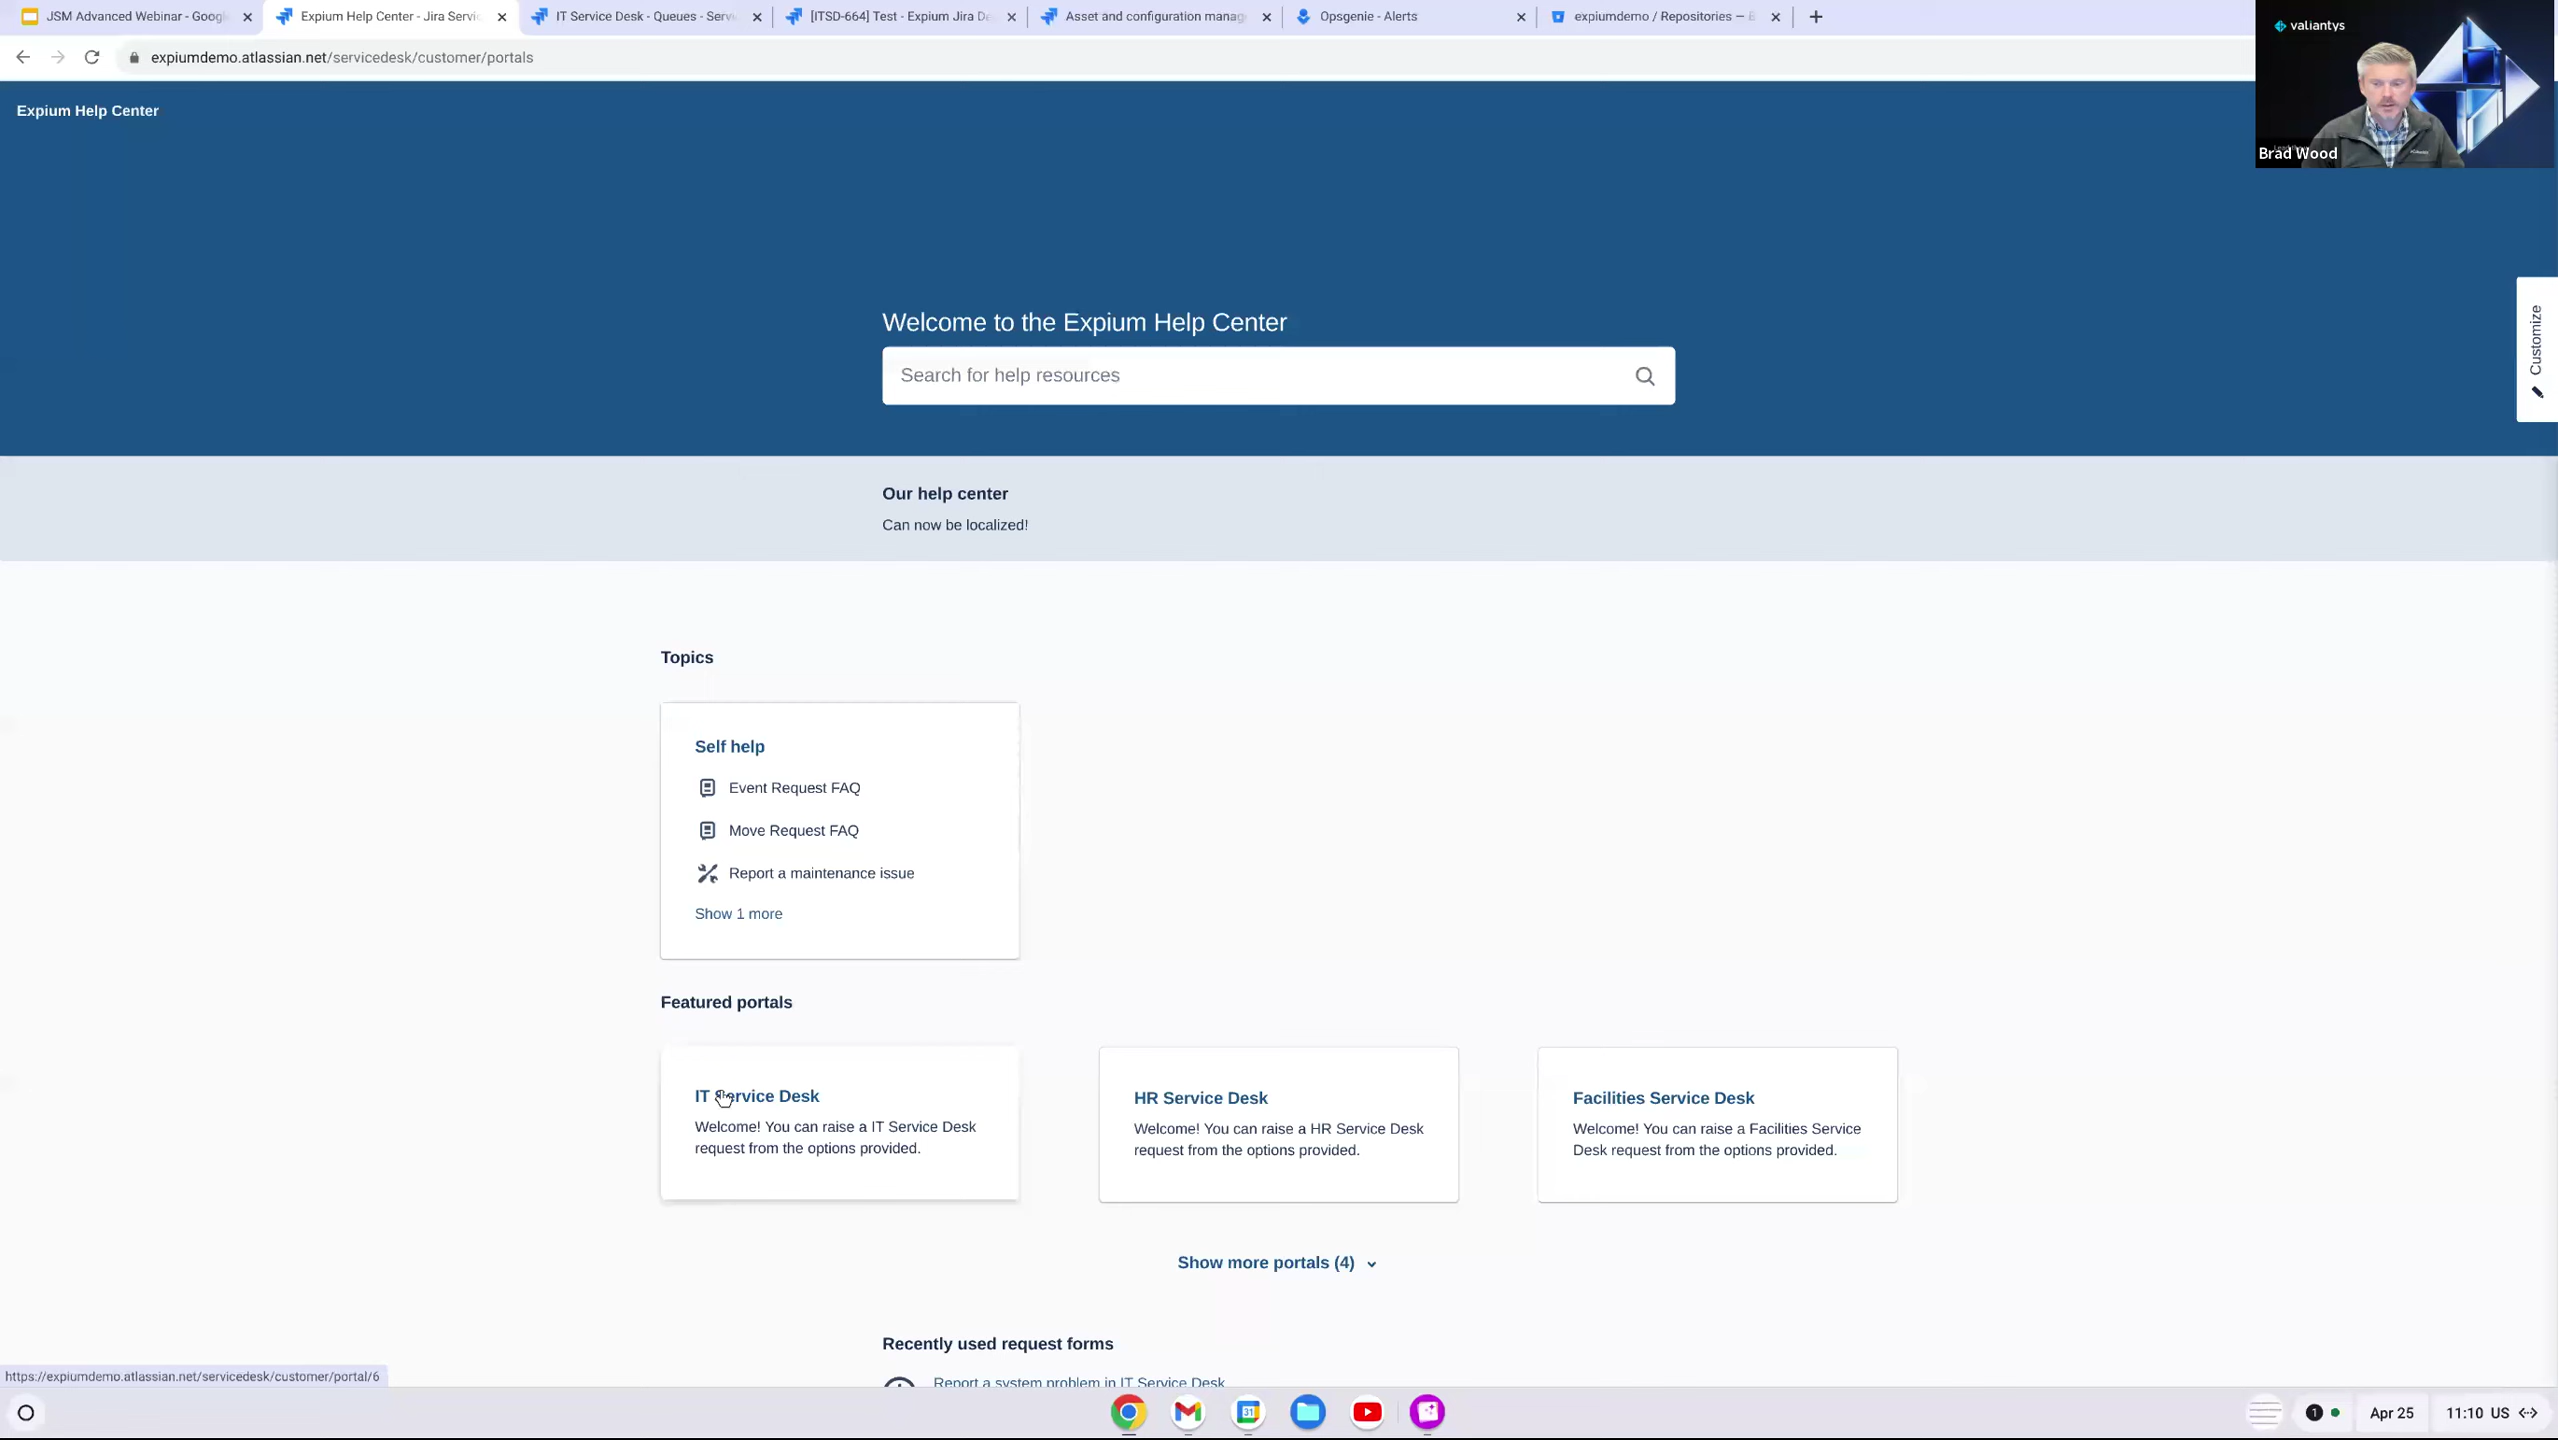 JSM Advanced Webinar - Googl
Expium Help Center - Jira Servic
IT Service Desk - Queues - Servi
[ITSD-664] Test - Expium Jira De
Asset and configuration manag
Opsgenie - Alerts
expiumdemo / Repositories — B
expiumdemo.atlassian.net/servicedesk/customer/portals
valiantys
Brad Wood
Expium Help Center
Customize
Welcome to the Expium Help Center
Search for help resources
Our help center
Can now be localized!
Topics
Self help
Event Request FAQ
Move Request FAQ
Report a maintenance issue
Show 1 more
Featured portals
IT Service Desk
Welcome! You can raise a IT Service Desk
request from the options provided.
HR Service Desk
Welcome! You can raise a HR Service Desk
request from the options provided.
Facilities Service Desk
Welcome! You can raise a Facilities Service
Desk request from the options provided.
Show more portals (4)
Recently used request forms
Report a system problem in IT Service Desk
https://expiumdemo.atlassian.net/servicedesk/customer/portal/6
31
1
Apr 25
11:10 US